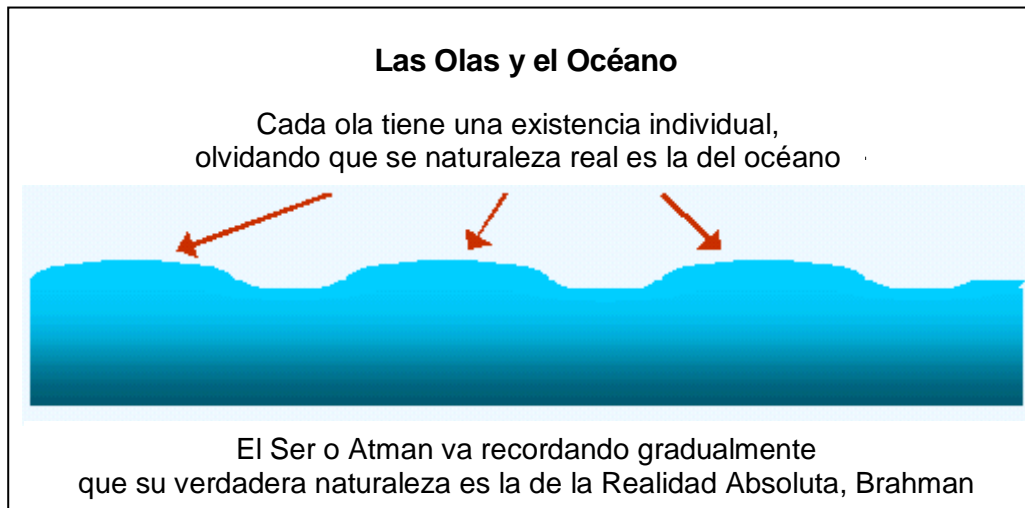 Las Olas y el Océano
Cada ola tiene una existencia individual,
olvidando que se naturaleza real es la del océano
El Ser o Atman va recordando gradualmente
que su verdadera naturaleza es la de la Realidad Absoluta, Brahman